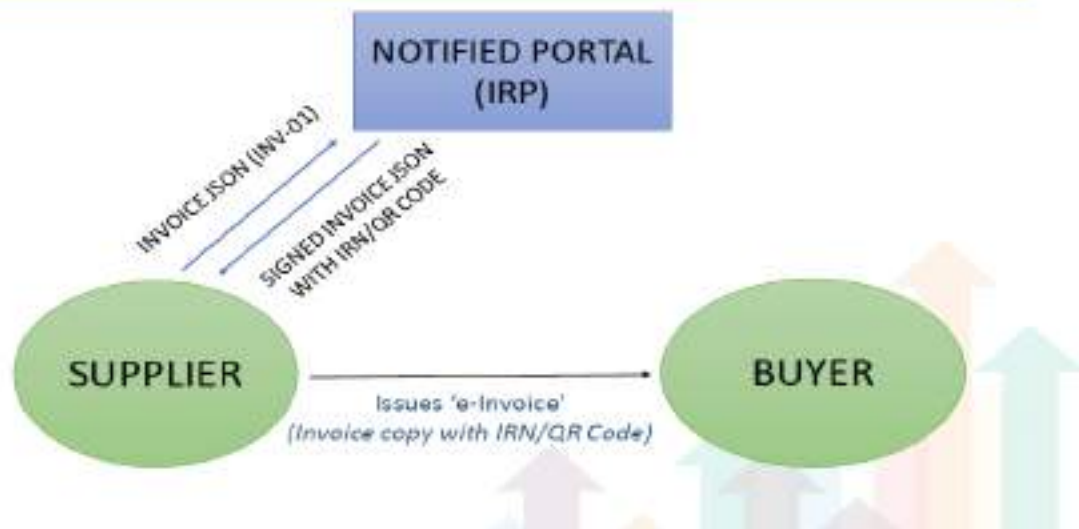 NOTIFIED PORTAL
(IRP)
INVOICE JSON (INV-01)
SIGNED INVOICE JSON
WITH IRN/QR CODE
SUPPLIER
BUYER
Issues 'e-Invoice'
(Invoice copy with IRN/QR Code)